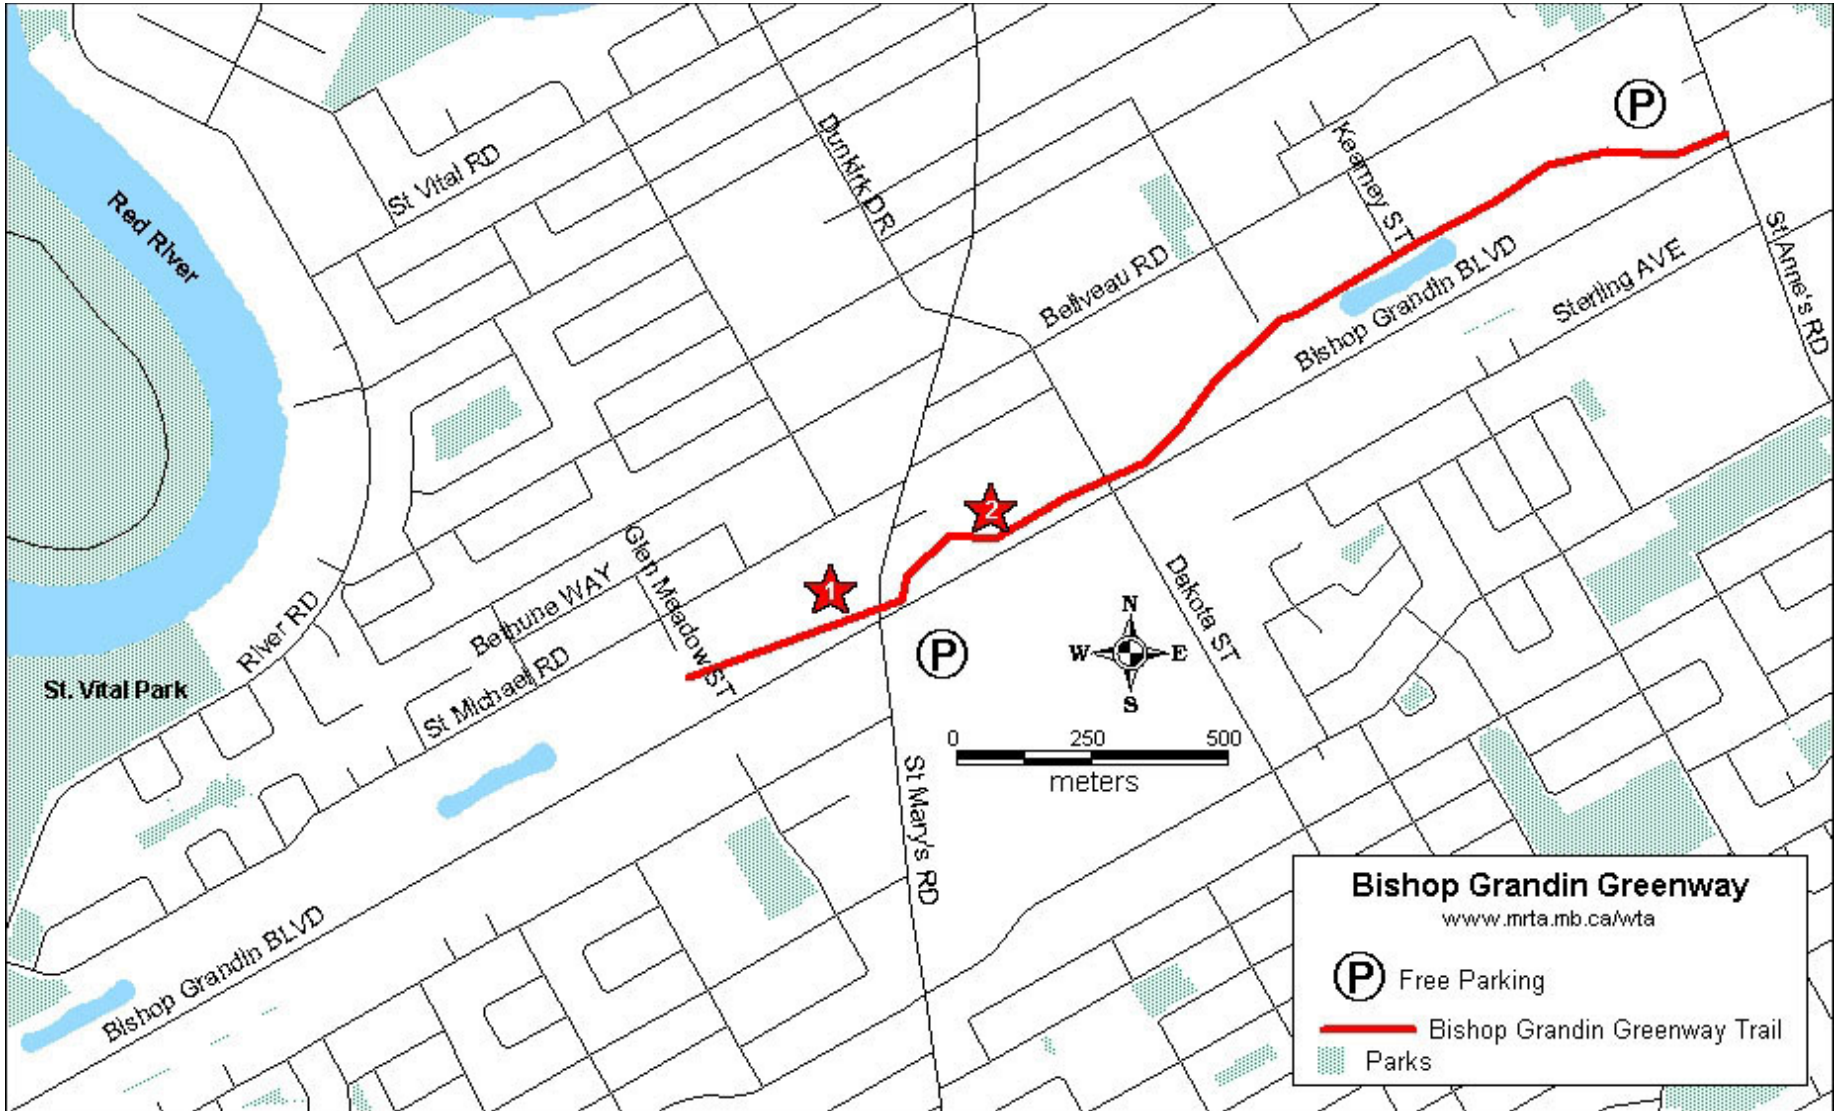 P
Kearney ST
Dunkirk DR
St Vital RD
Red River
St Anne's RD
Beliveau RD
Bishop Grandin BLVD
Sterling AVE
2
1
Glen Meadow ST
Bethune WAY
River RD
Dakota ST
N
W E
S
P
St. Vital Park
St Michael RD
0 250 500
meters
St Mary's RD
Bishop Grandin BLVD
Bishop Grandin Greenway
www.mrta.mb.ca/wta
P Free Parking
Bishop Grandin Greenway Trail
Parks